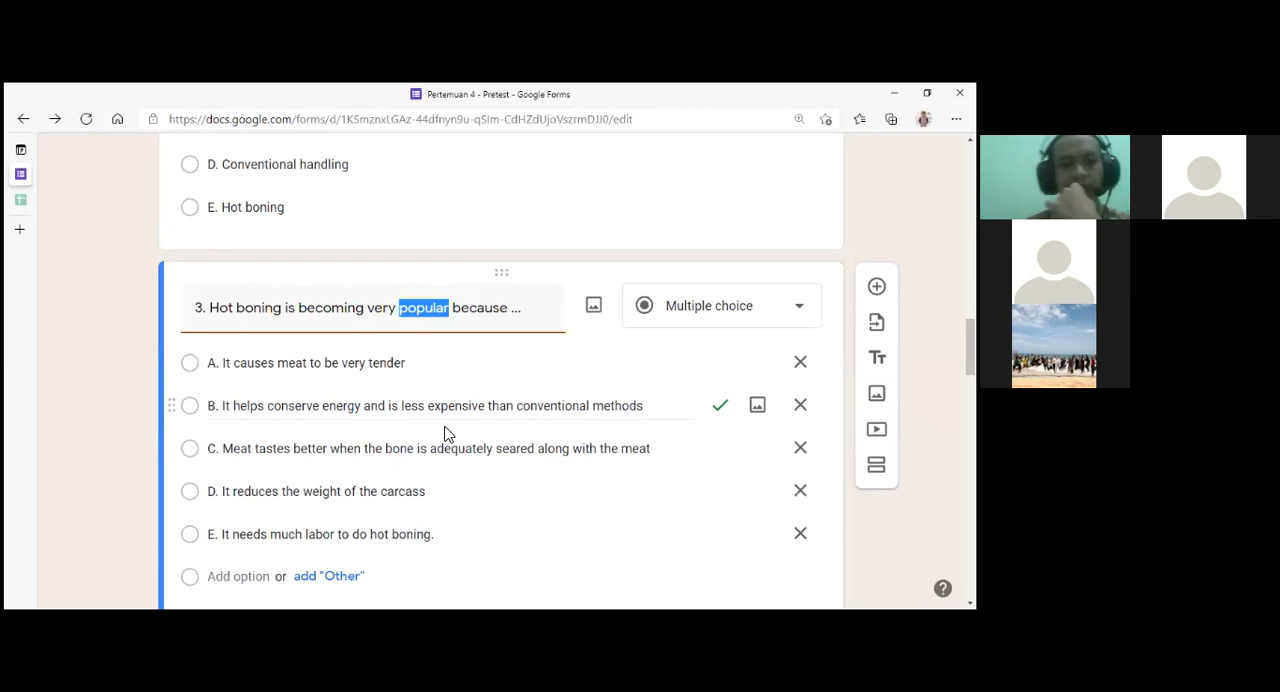 Pertemuan 4 - Pretest - Google Forms
https://docs.google.com/forms/d/1KSmznxLGAz-44dfnyn9u-qSIm-CdHZdUjoVszrmDJJ0/edit
D. Conventional handling
E. Hot boning
3. Hot boning is becoming very popular because ...
Multiple choice
A. It causes meat to be very tender
B. It helps conserve energy and is less expensive than conventional methods
C. Meat tastes better when the bone is adequately seared along with the meat
D. It reduces the weight of the carcass
E. It needs much labor to do hot boning.
Add option or add "Other"